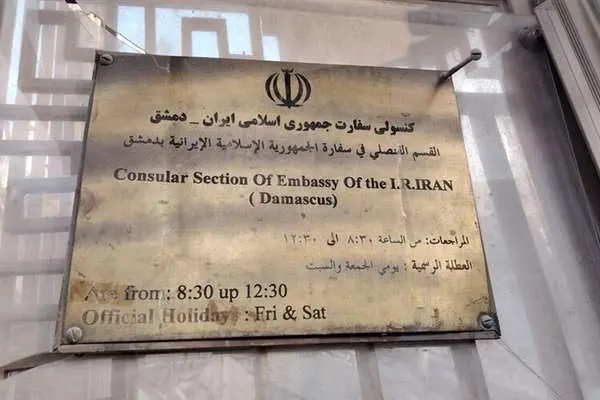 کنسولی سفارت جمهوری اسلامی ایران - دمشق
القسم القنصلي في سفارة الجمهورية الإسلامية الإيرانية بدمشق
Consular Section Of Embassy Of the I.R.IRAN
( Damascus)
المراجعات: من الساعة ٨:٣٠ الى ١٢:٣٠
العطلة الرسمية : يومي الجمعة والسبت
Are from: 8:30 up 12:30
Official Holidays : Fri & Sat